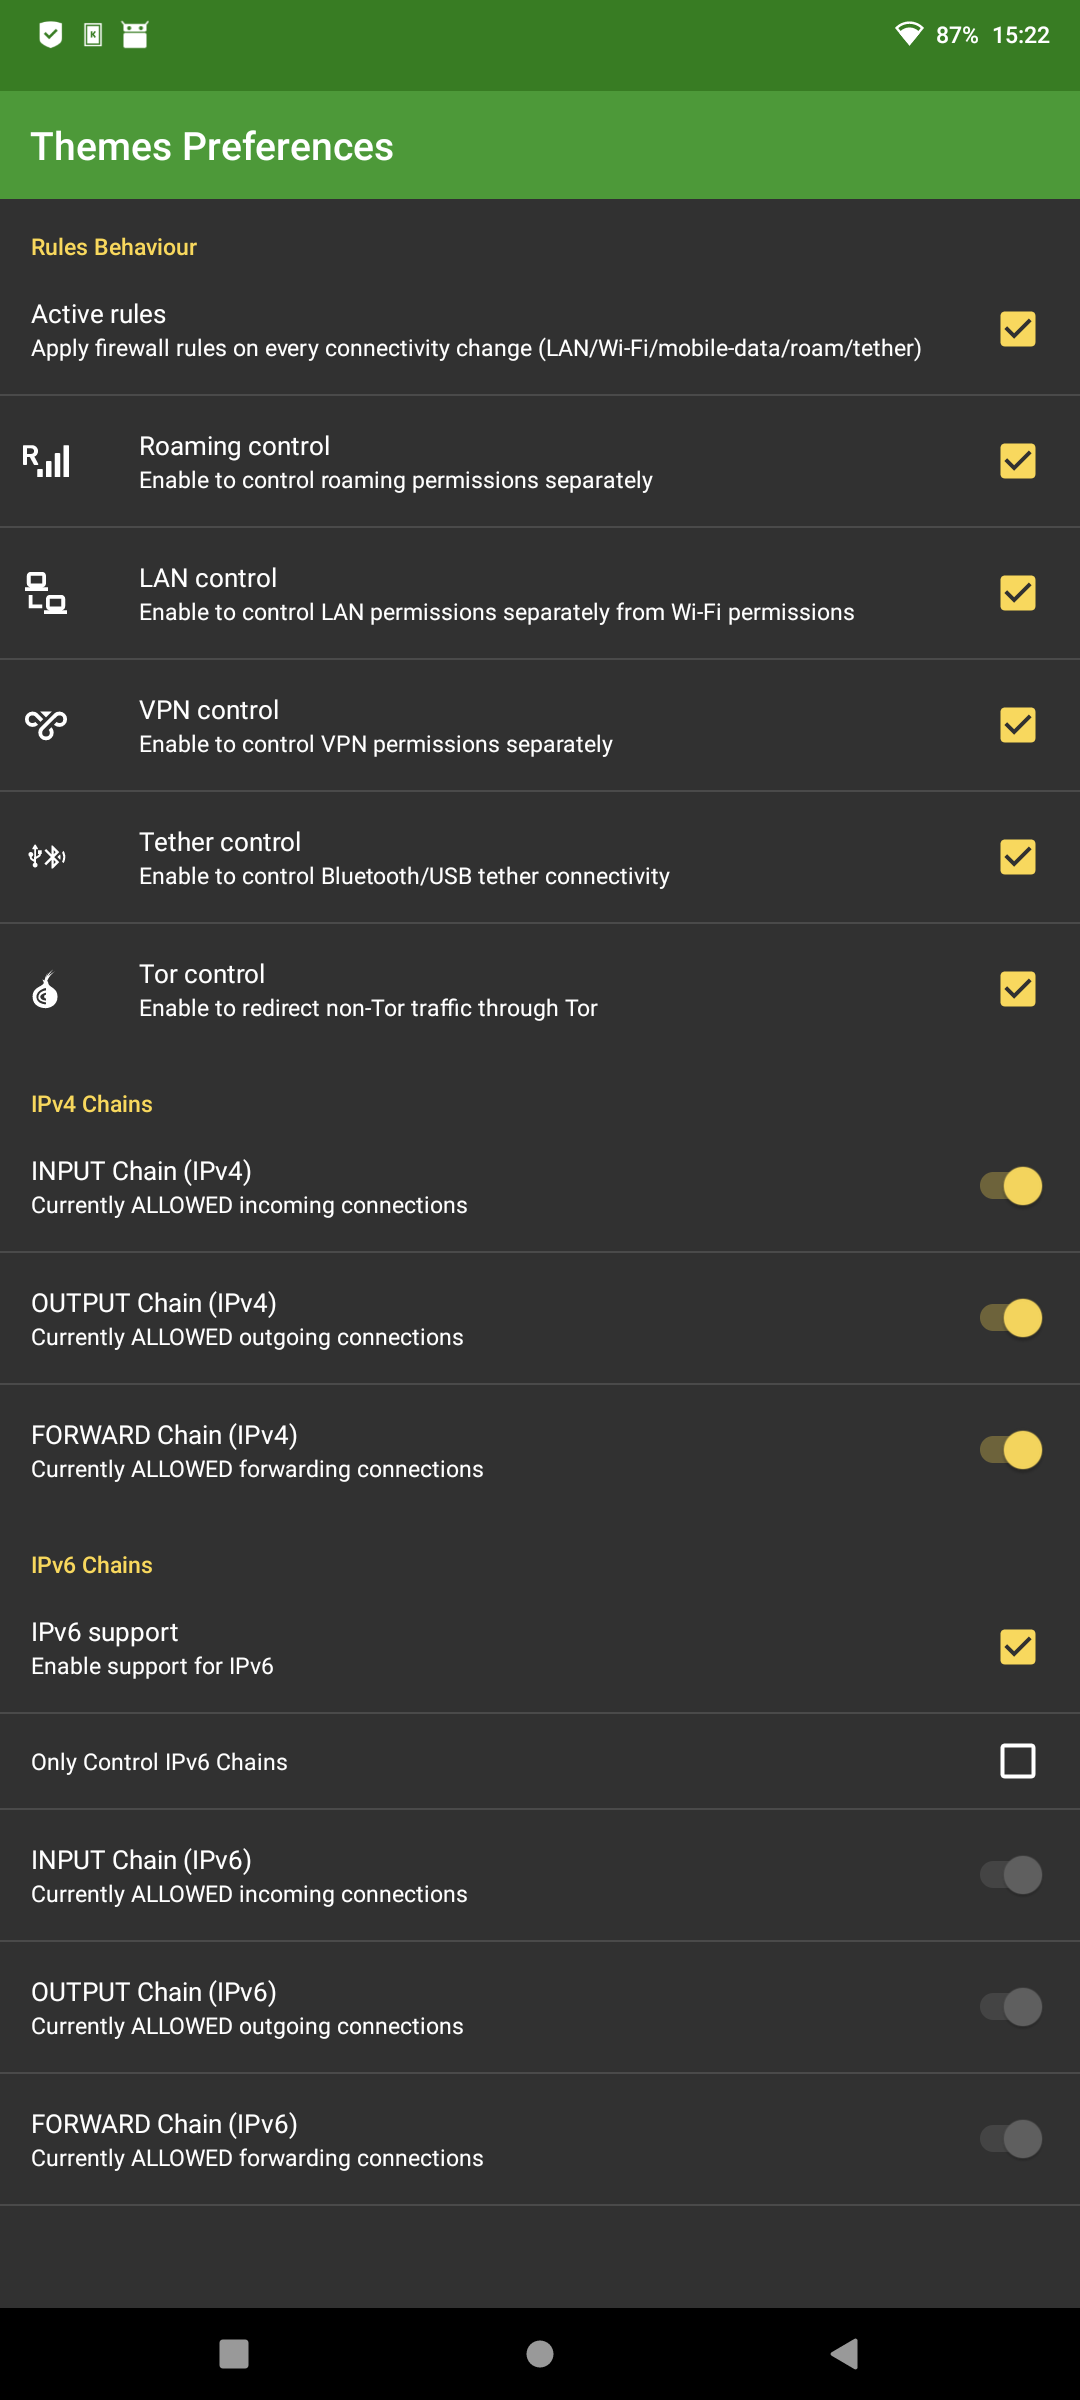 87% 15:22
Themes Preferences
Rules Behaviour
Active rules
Apply firewall rules on every connectivity change (LAN/Wi-Fi/mobile-data/roam/tether)
R
Roaming control
Enable to control roaming permissions separately
LAN control
Enable to control LAN permissions separately from Wi-Fi permissions
VPN control
Enable to control VPN permissions separately
Tether control
Enable to control Bluetooth/USB tether connectivity
Tor control
Enable to redirect non-Tor traffic through Tor
IPv4 Chains
INPUT Chain (IPv4)
Currently ALLOWED incoming connections
OUTPUT Chain (IPv4)
Currently ALLOWED outgoing connections
FORWARD Chain (IPv4)
Currently ALLOWED forwarding connections
IPv6 Chains
IPv6 support
Enable support for IPv6
Only Control IPv6 Chains
INPUT Chain (IPv6)
Currently ALLOWED incoming connections
OUTPUT Chain (IPv6)
Currently ALLOWED outgoing connections
FORWARD Chain (IPv6)
Currently ALLOWED forwarding connections